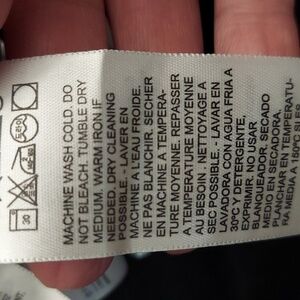 30
MACHINE WASH COLD. DO
NOT BLEACH. TUMBLE DRY
MEDIUM. WARM IRON IF
NEEDED. DRY CLEANING
POSSIBLE. - LAVER EN
MACHINE A L'EAU FROIDE.
NE PAS BLANCHIR. SECHER
EN MACHINE A TEMPERA-
TURE MOYENNE. REPASSER
A TEMPERATURE MOYENNE
AU BESOIN. NETTOYAGE A
SEC POSSIBLE. - LAVAR EN
LAVADORA CON AGUA FRIA A
30°C Y DETERGENTE.
EXPRIMIR. NO USAR
BLANQUEADOR. SECADO
MEDIO EN SECADORA.
PLANCHAR EN TEMPERATU-
RA MEDIA A